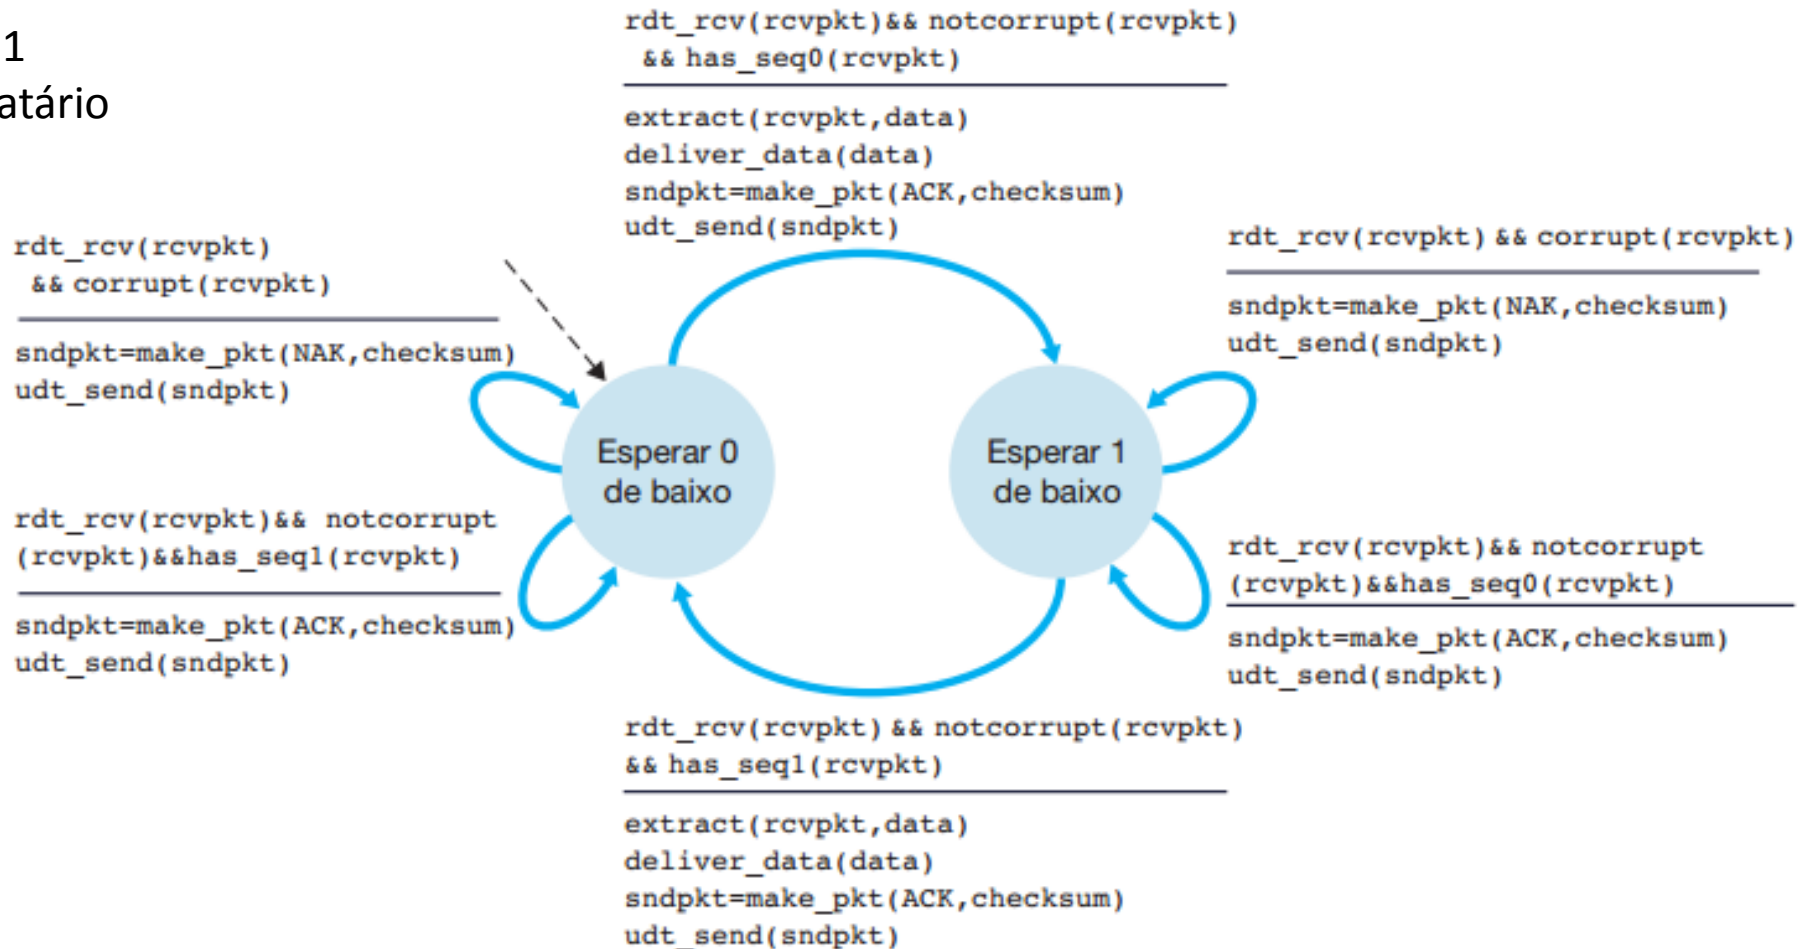 1
atário
rdt_rcv(rcvpkt)&& notcorrupt(rcvpkt)
&& has_seq0(rcvpkt)
extract(rcvpkt,data)
deliver_data(data)
sndpkt=make_pkt(ACK,checksum)
udt_send(sndpkt)
rdt_rcv(rcvpkt)
&& corrupt(rcvpkt)
sndpkt=make_pkt(NAK,checksum)
udt_send(sndpkt)
rdt_rcv(rcvpkt) && corrupt(rcvpkt)
sndpkt=make_pkt(NAK,checksum)
udt_send(sndpkt)
Esperar 0
de baixo
Esperar 1
de baixo
rdt_rcv(rcvpkt)&& notcorrupt
(rcvpkt)&&has_seq1(rcvpkt)
sndpkt=make_pkt(ACK,checksum)
udt_send(sndpkt)
rdt_rcv(rcvpkt)&& notcorrupt
(rcvpkt)&&has_seq0(rcvpkt)
sndpkt=make_pkt(ACK,checksum)
udt_send(sndpkt)
rdt_rcv(rcvpkt) && notcorrupt(rcvpkt)
&& has_seq1(rcvpkt)
extract(rcvpkt,data)
deliver_data(data)
sndpkt=make_pkt(ACK,checksum)
udt_send(sndpkt)